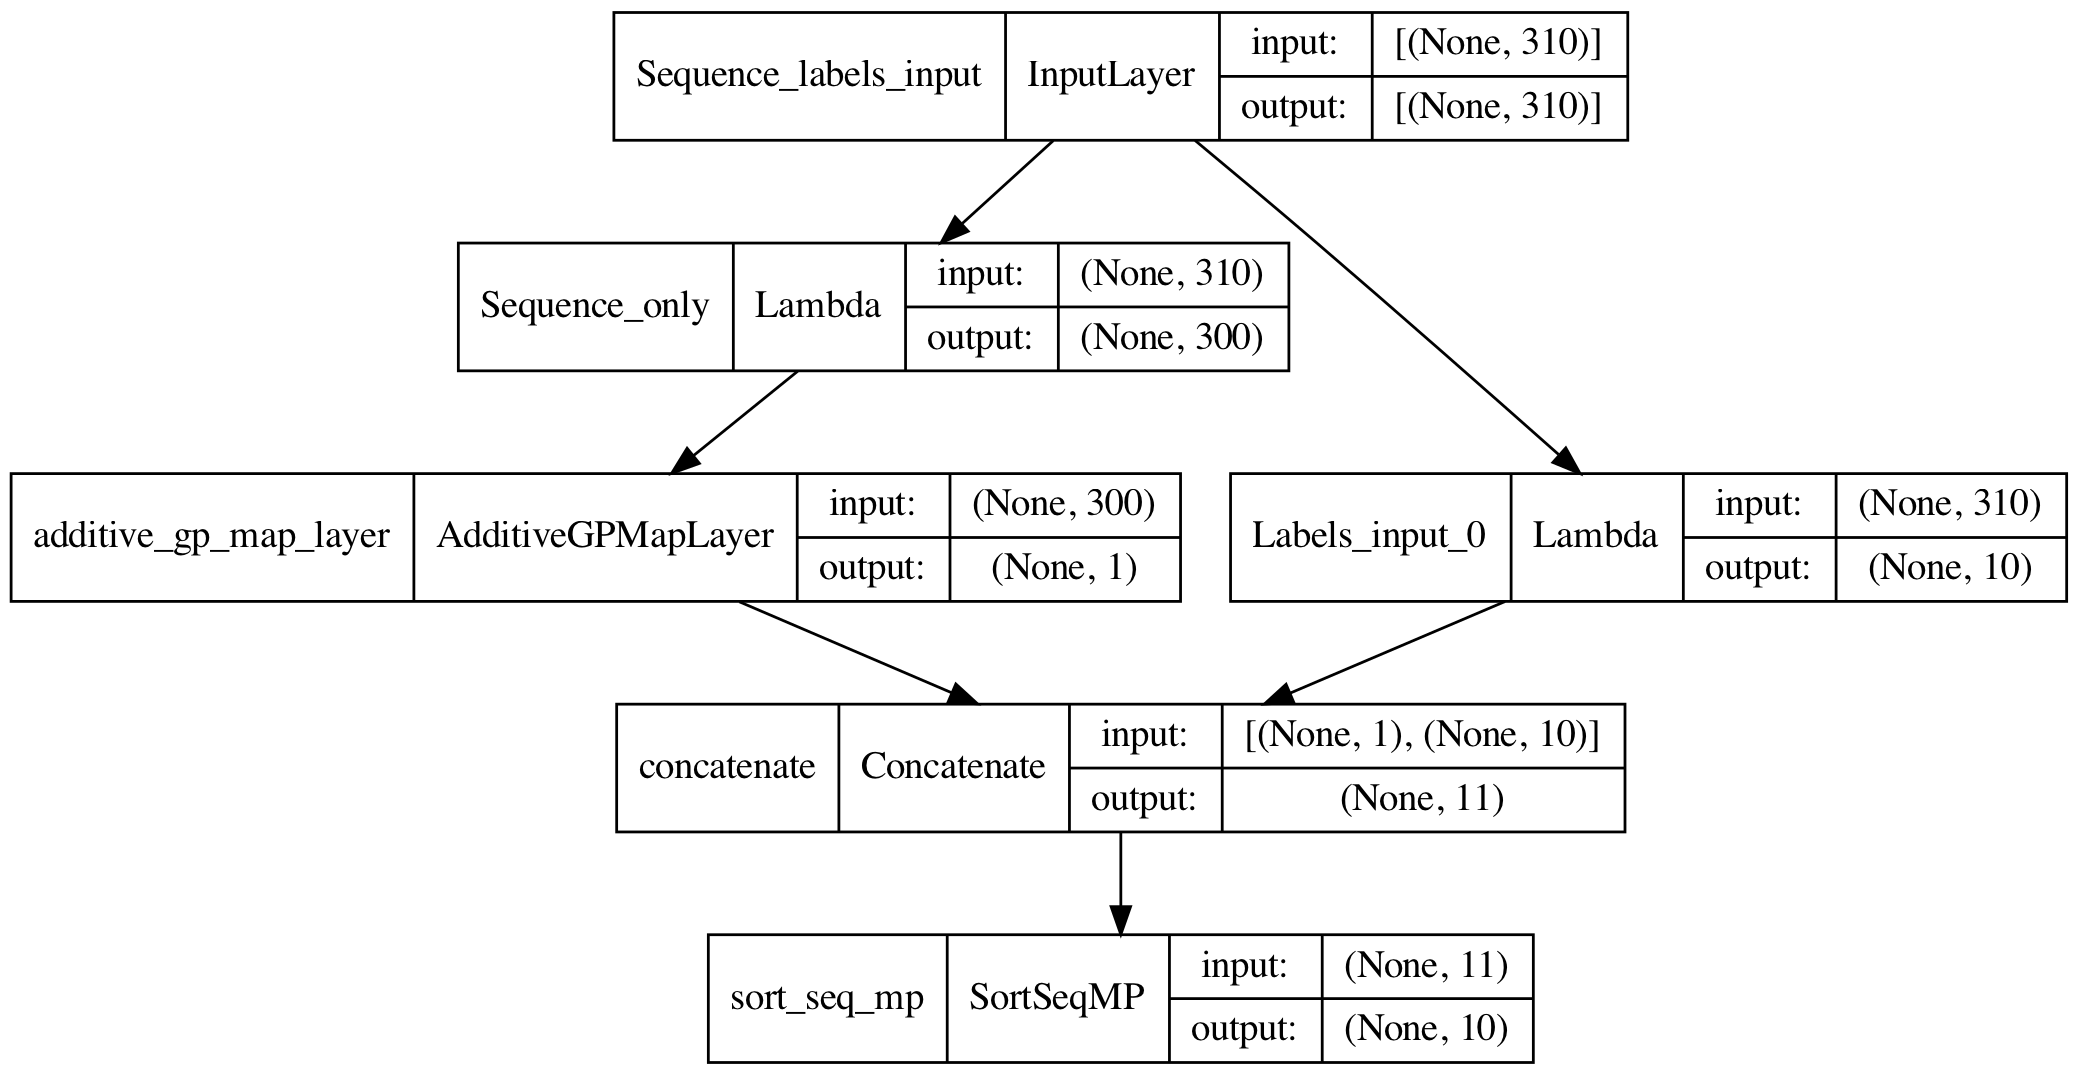 Sequence_labels_input InputLayer input: [(None, 310)]
output: [(None, 310)]
Sequence_only Lambda input: (None, 310)
output: (None, 300)
additive_gp_map_layer AdditiveGPMapLayer input: (None, 300)
output: (None, 1)
Labels_input_0 Lambda input: (None, 310)
output: (None, 10)
concatenate Concatenate input: [(None, 1), (None, 10)]
output: (None, 11)
sort_seq_mp SortSeqMP input: (None, 11)
output: (None, 10)